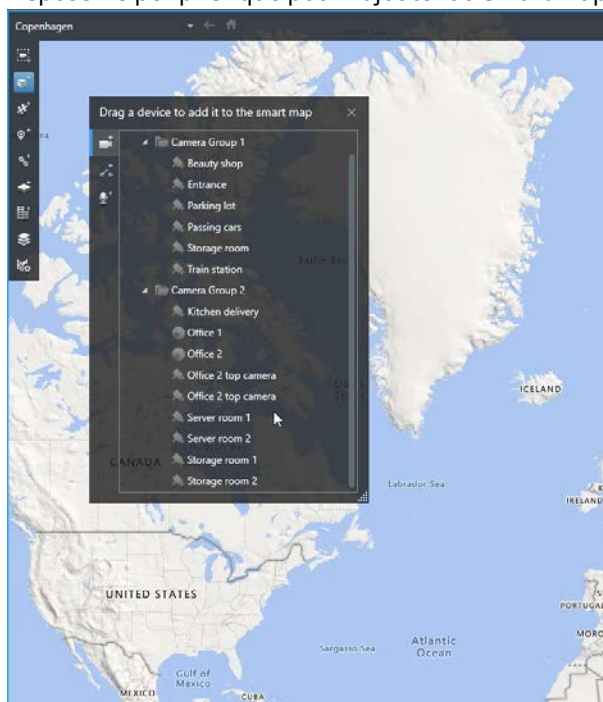 Copenhagen
Drag a device to add it to the smart map
Camera Group 1
Beauty shop
Entrance
Parking lot
Passing cars
Storage room
Train station
Camera Group 2
Kitchen delivery
Office 1
Office 2
Office 2 top camera
Office 2 top camera
Server room 1
Server room 2
Storage room 1
Storage room 2
ICELAND
CANADA
Labrador Sea
IRELAND
UNITED STATES
PORTUGAL
Sargasso Sea
Atlantic
Ocean
MOROC
Gulf of
Mexico
MEXICO
CUBA